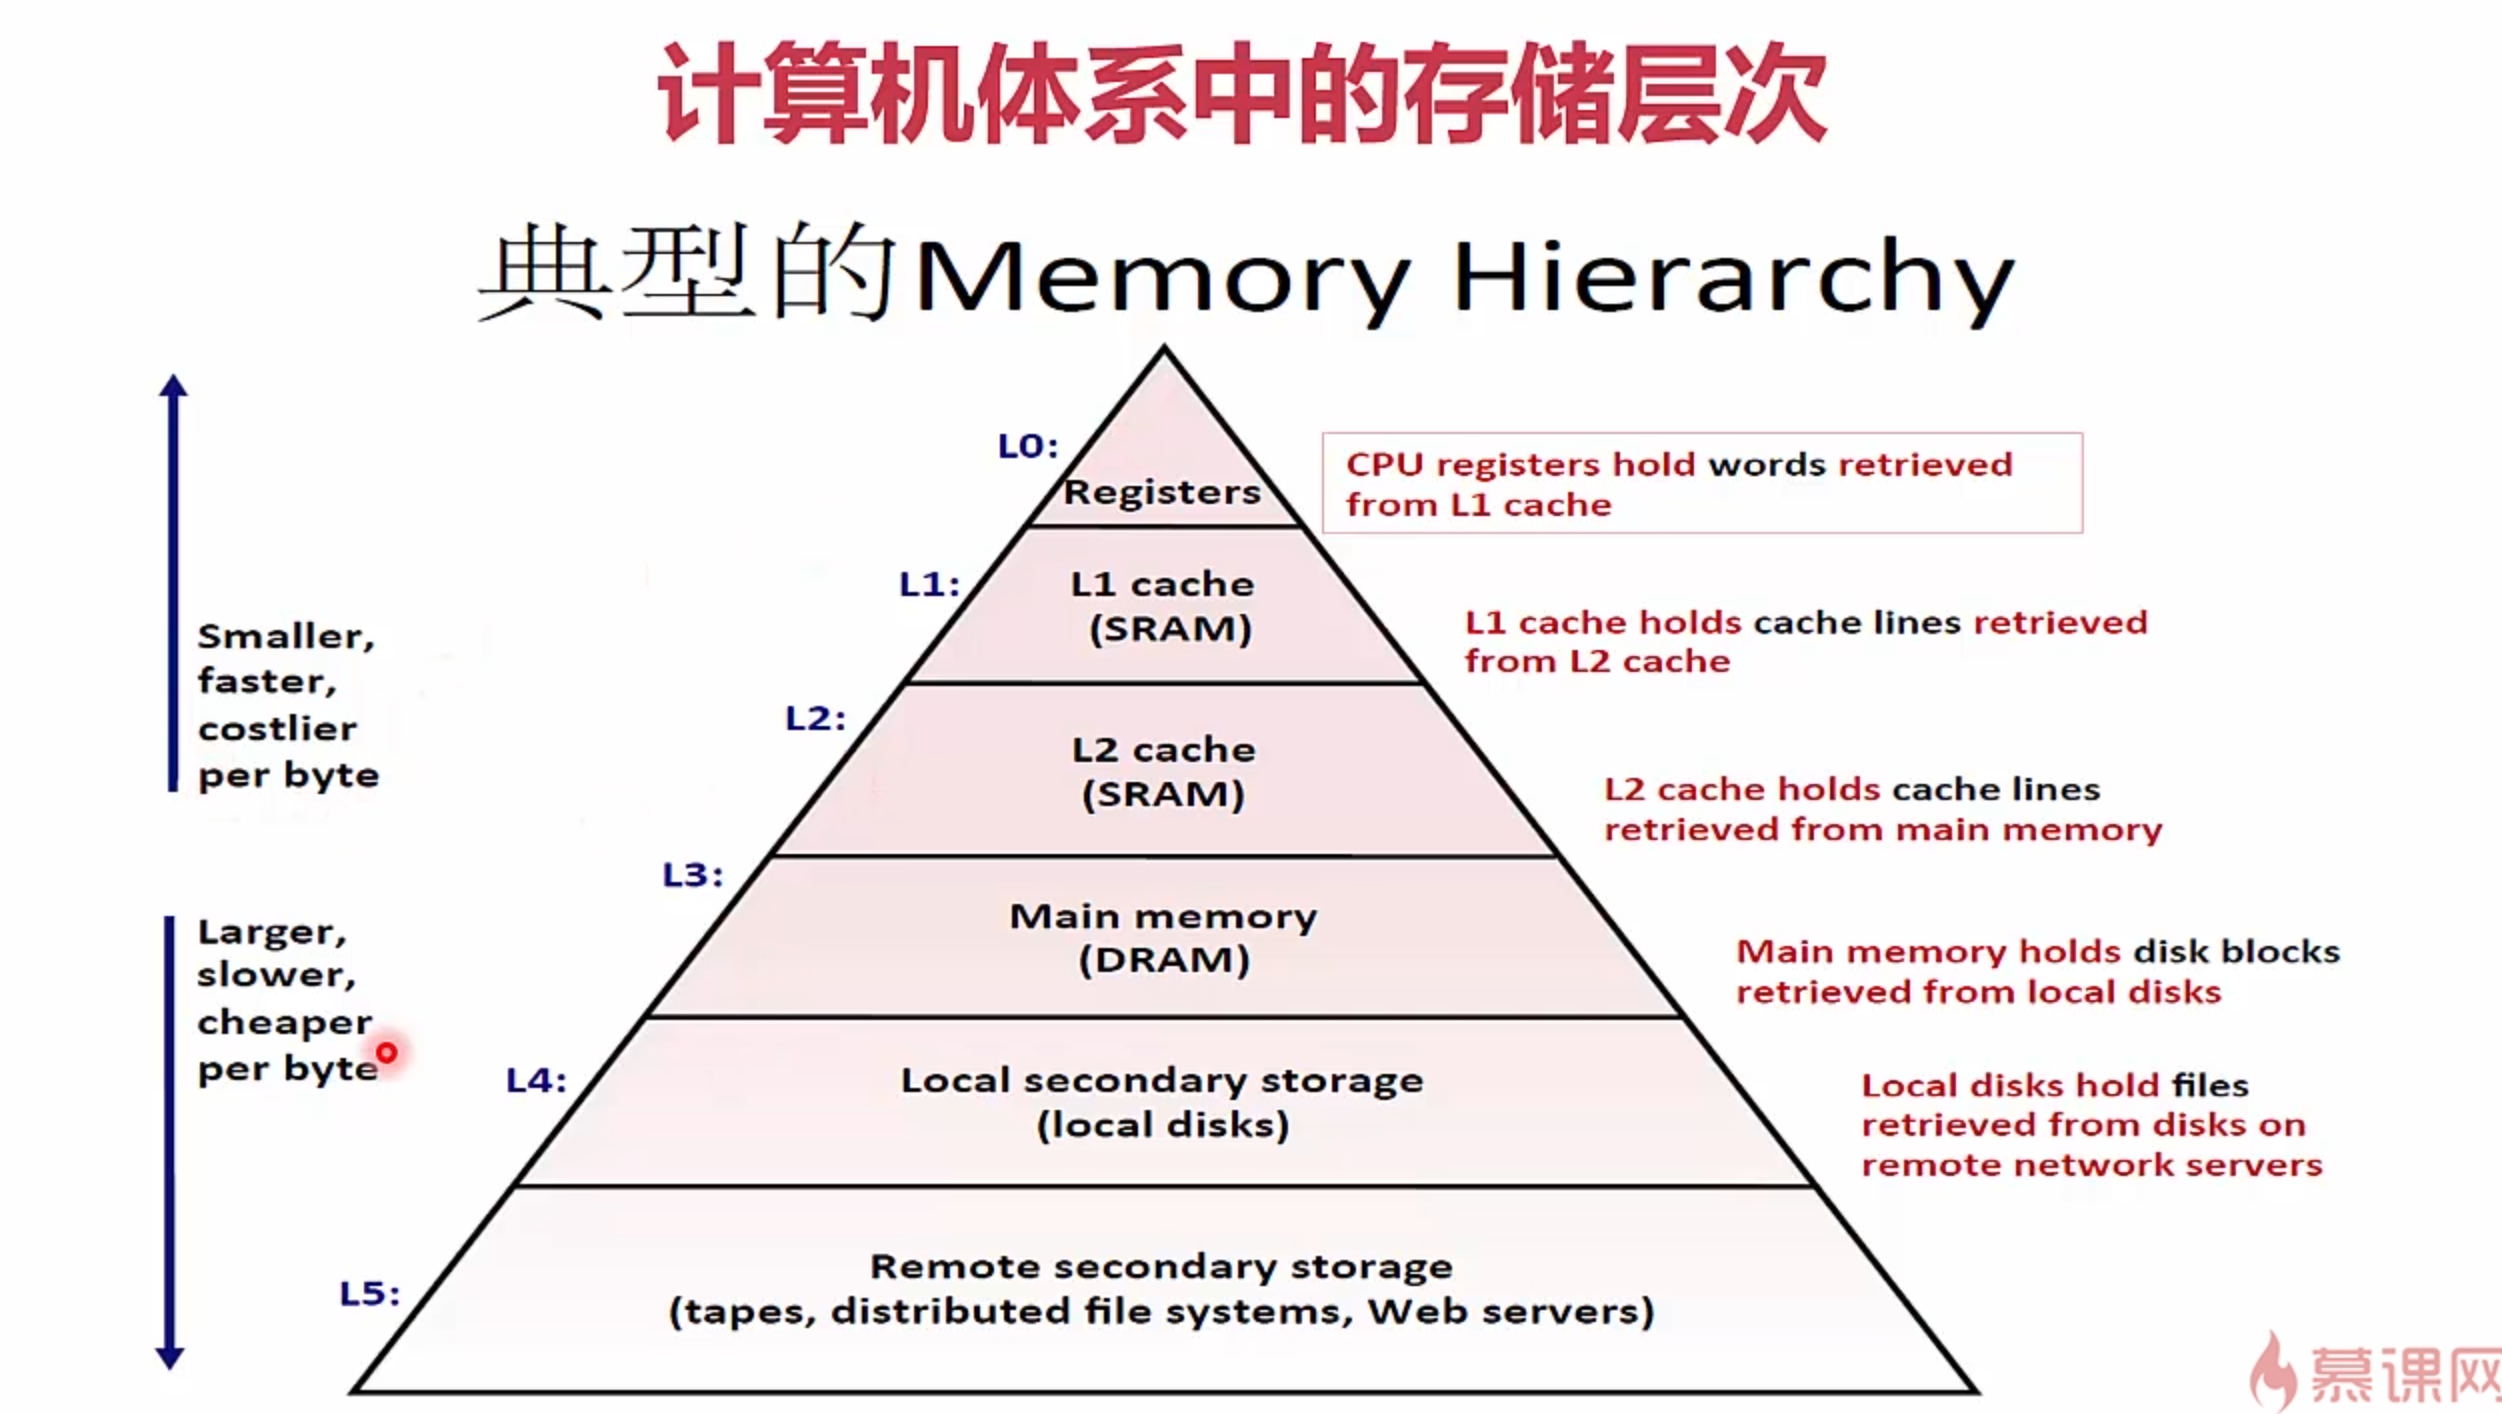 计算机体系中的存储层次
典型的Memory Hierarchy
L0:
Registers
CPU registers hold words retrieved
from L1 cache
L1:
L1 cache
(SRAM)
L1 cache holds cache lines retrieved
from L2 cache
Smaller,
faster,
costlier
per byte
L2:
L2 cache
(SRAM)
L2 cache holds cache lines
retrieved from main memory
L3:
Main memory
(DRAM)
Main memory holds disk blocks
retrieved from local disks
Larger,
slower,
cheaper
per byte
L4:
Local secondary storage
(local disks)
Local disks hold files
retrieved from disks on
remote network servers
L5:
Remote secondary storage
(tapes, distributed file systems, Web servers)
慕课网